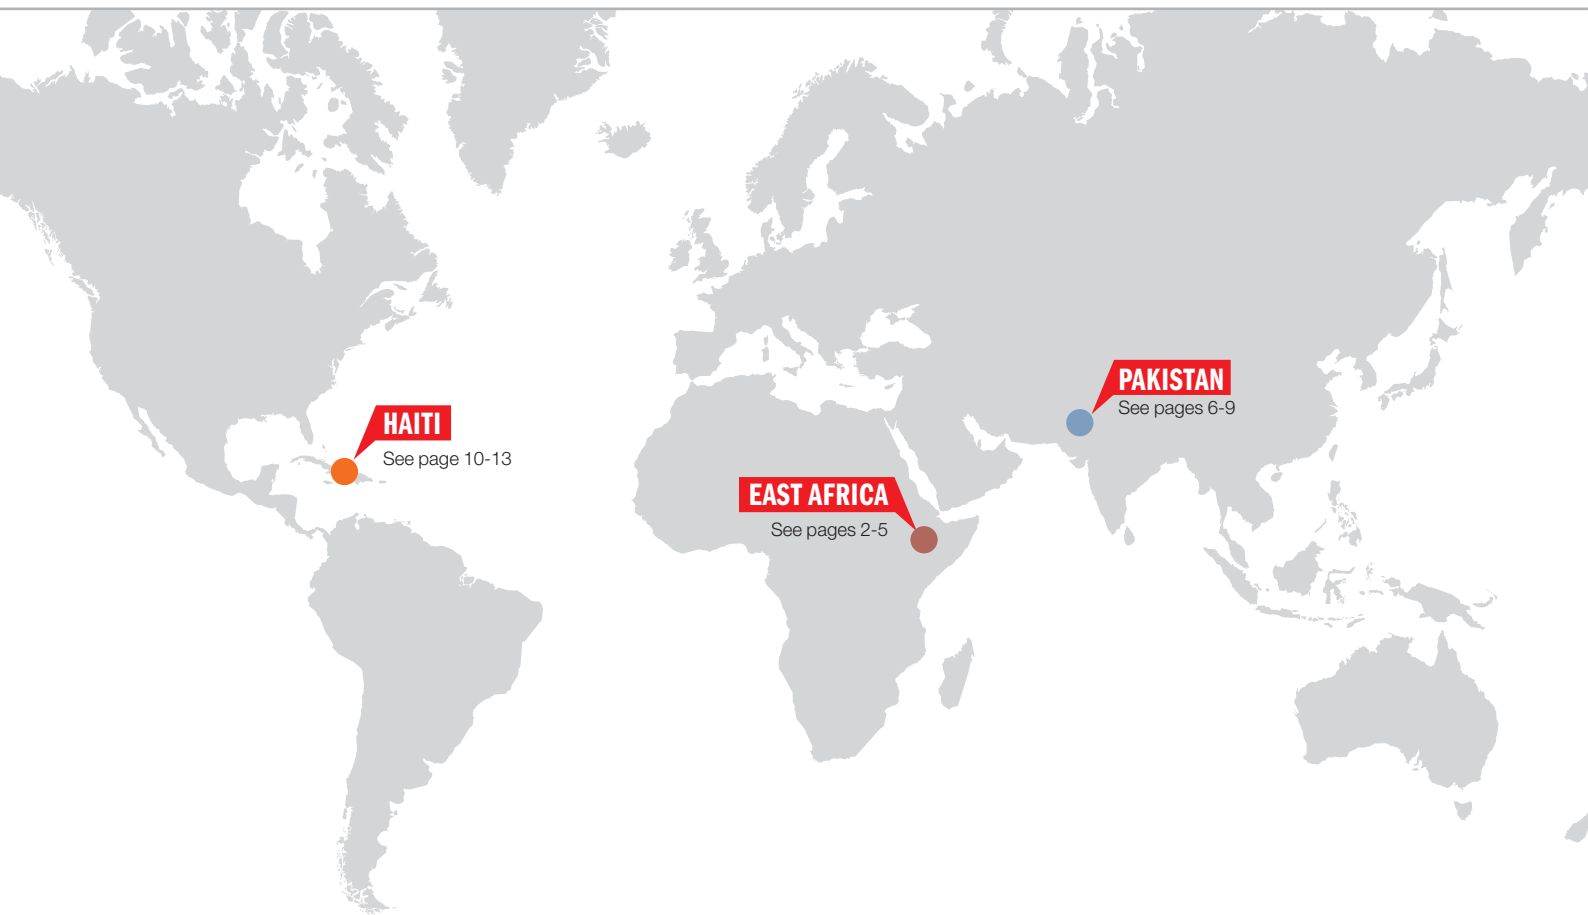 PAKISTAN
See pages 6-9
HAITI
See page 10-13
EAST AFRICA
See pages 2-5